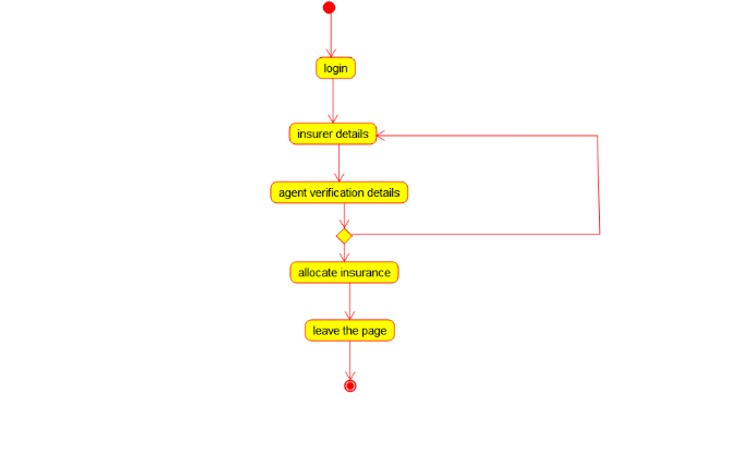 login
insurer details
agent verification details
allocate insurance
leave the page